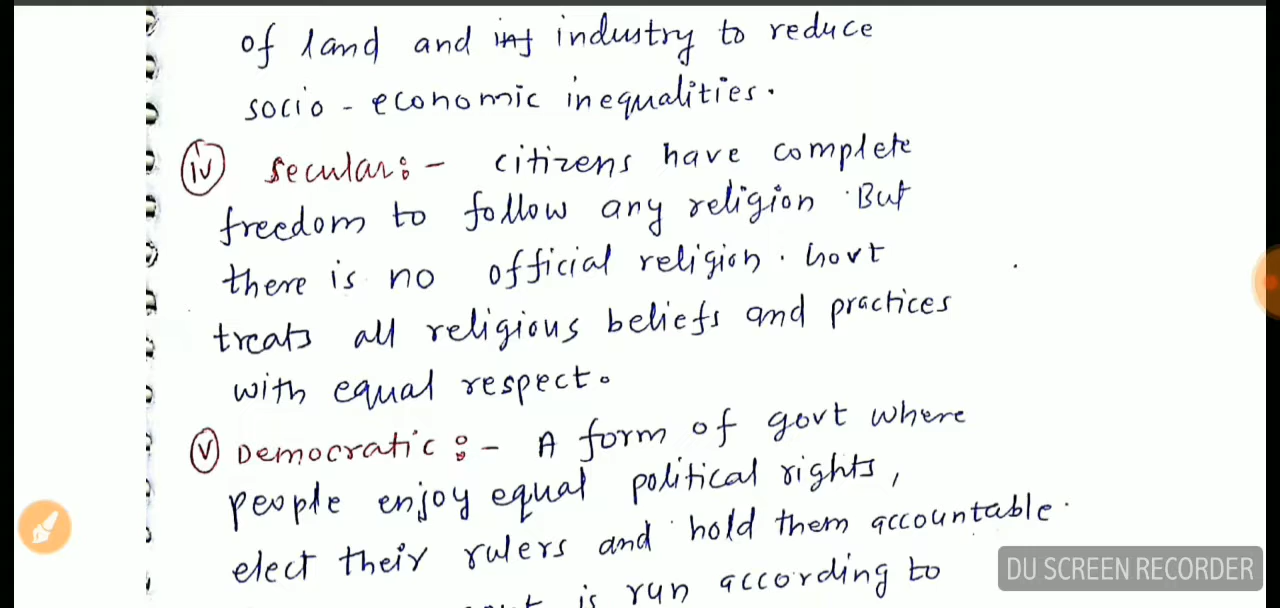 of land and industry to reduce
socio - economic inequalities.
(iv) Secular :- citizens have complete
freedom to follow any religion. But
there is no official religion. Govt
treats all religious beliefs and practices
with equal respect.
(v) Democratic :- A form of govt where
people enjoy equal political rights,
elect their rulers and hold them accountable.
is run according to
DU SCREEN RECORDER